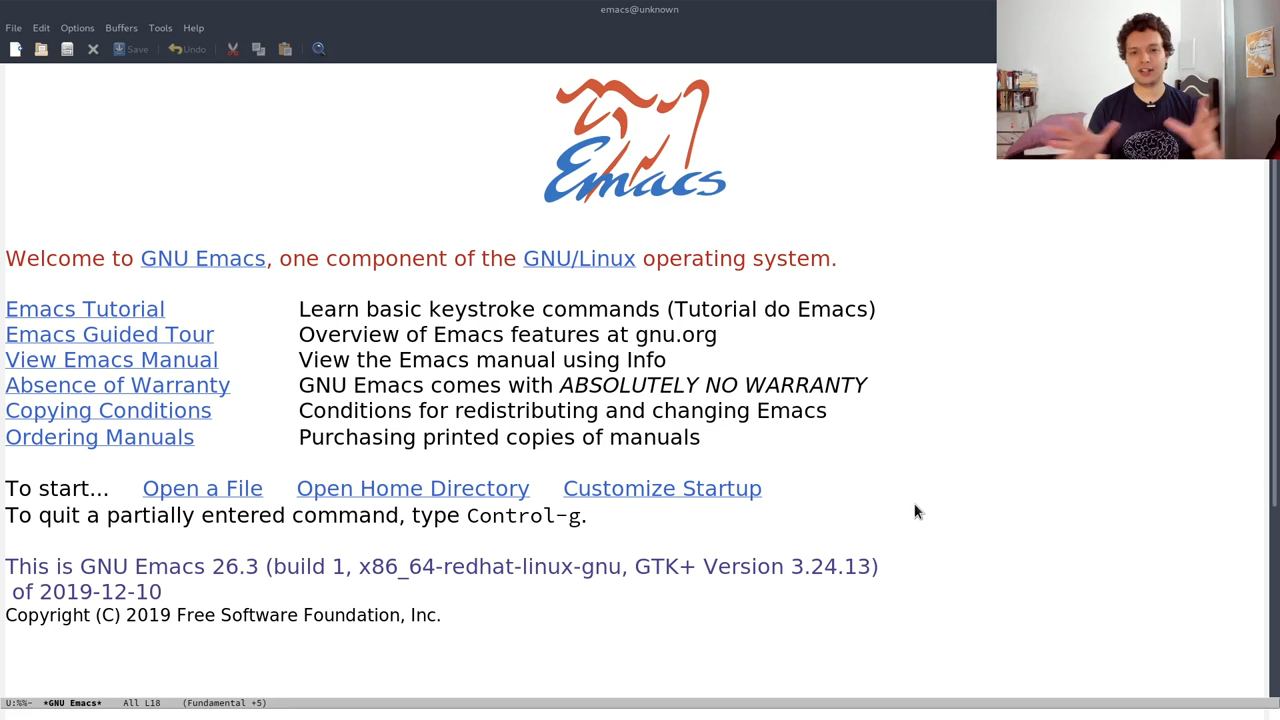 emacs@unknown
File Edit Options Buffers Tools Help
Save Undo
Emacs
Welcome to GNU Emacs, one component of the GNU/Linux operating system.
Emacs Tutorial Learn basic keystroke commands (Tutorial do Emacs)
Emacs Guided Tour Overview of Emacs features at gnu.org
View Emacs Manual View the Emacs manual using Info
Absence of Warranty GNU Emacs comes with ABSOLUTELY NO WARRANTY
Copying Conditions Conditions for redistributing and changing Emacs
Ordering Manuals Purchasing printed copies of manuals
To start... Open a File Open Home Directory Customize Startup
To quit a partially entered command, type Control-g.
This is GNU Emacs 26.3 (build 1, x86_64-redhat-linux-gnu, GTK+ Version 3.24.13)
of 2019-12-10
Copyright (C) 2019 Free Software Foundation, Inc.
U:%%- *GNU Emacs* All L18 (Fundamental +5)